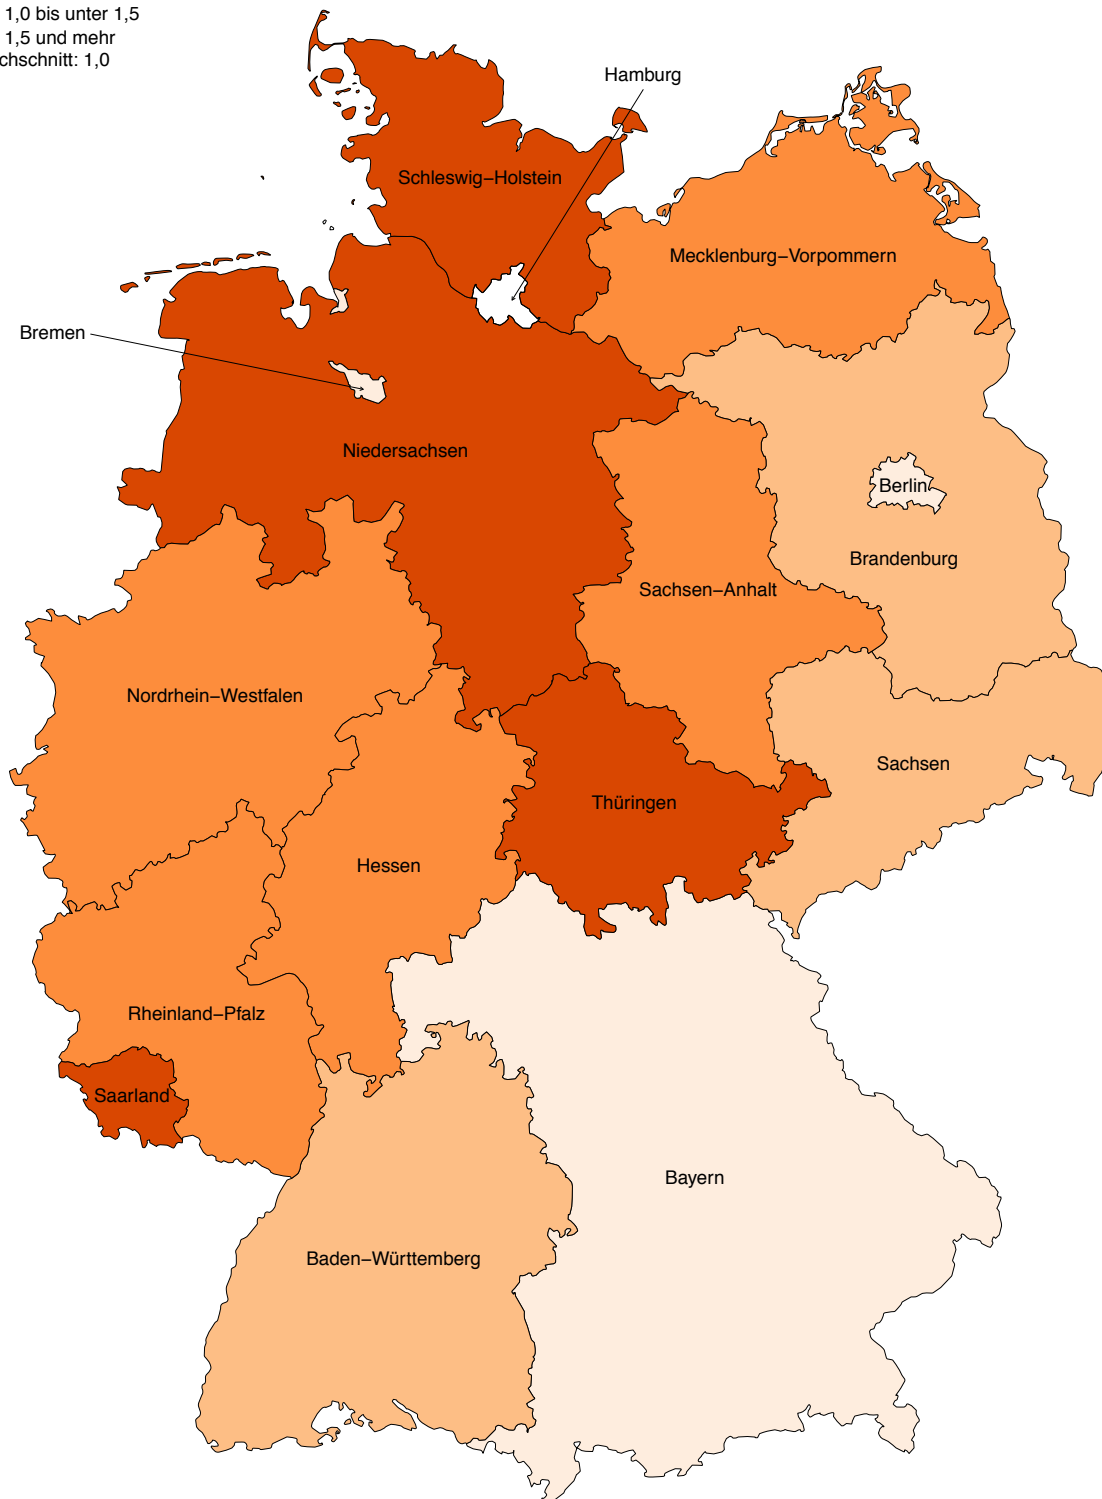 1,0 bis unter 1,5
1,5 und mehr
chschnitt: 1,0
Hamburg
Schleswig−Holstein
Mecklenburg−Vorpommern
Bremen
Niedersachsen
Berlin
Brandenburg
Sachsen−Anhalt
Nordrhein−Westfalen
Sachsen
Thüringen
Hessen
Rheinland−Pfalz
Saarland
Bayern
Baden−Württemberg